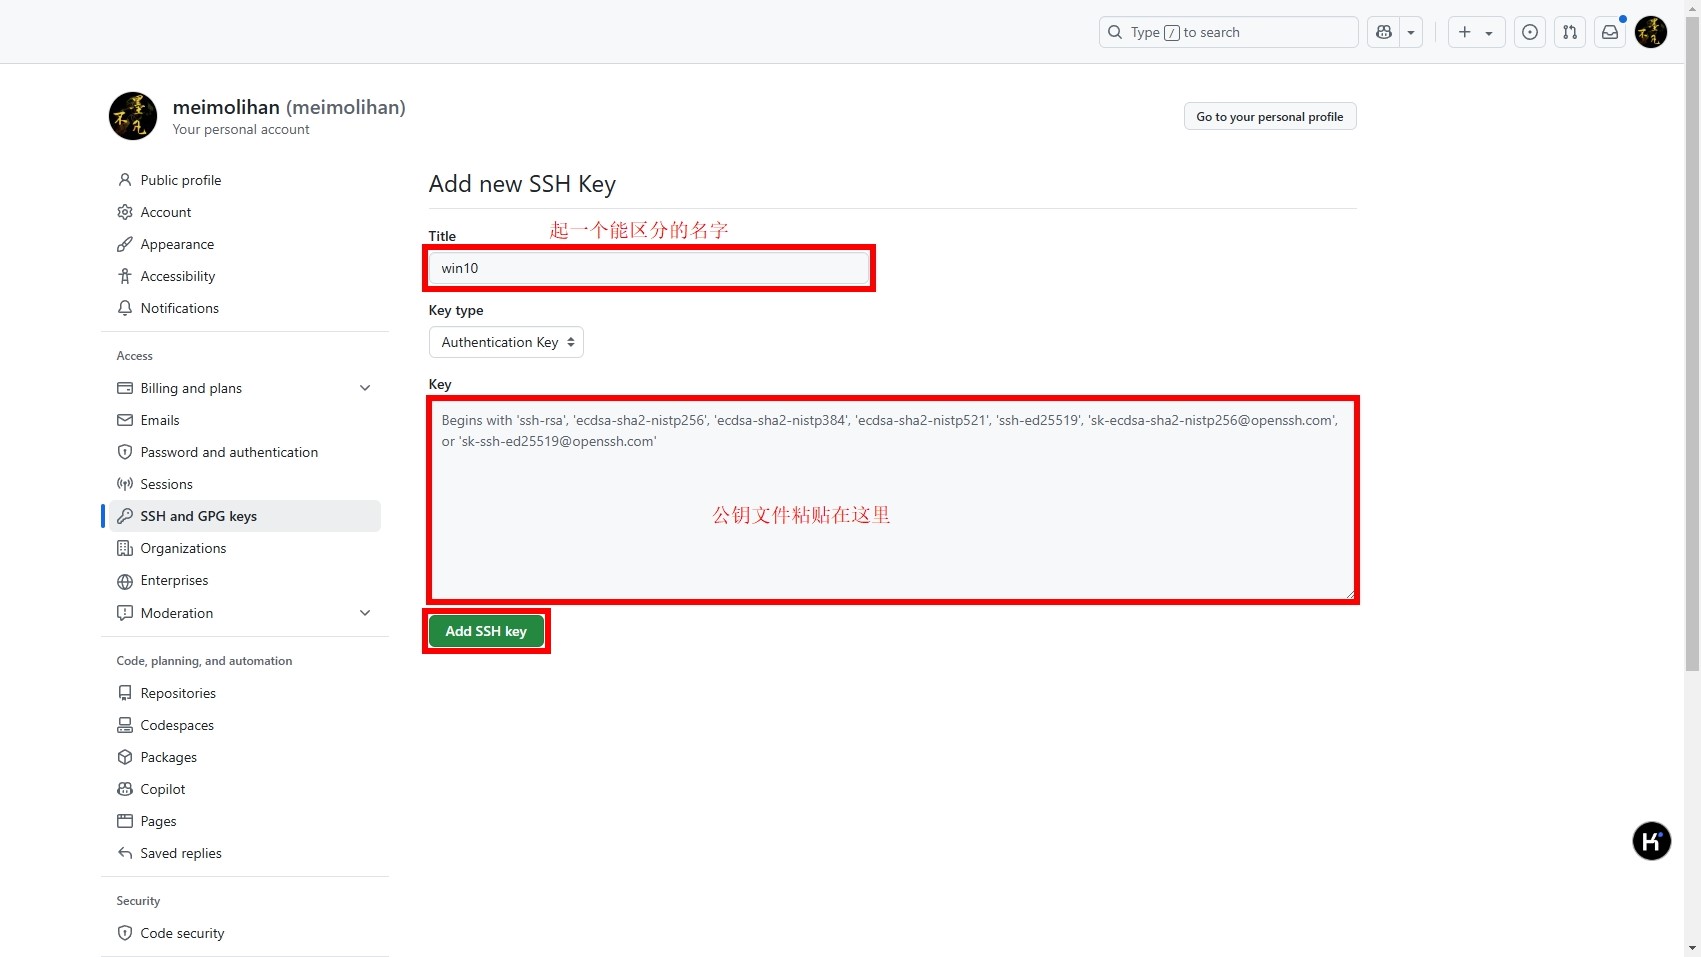 Type / to search
meimolihan (meimolihan)
Your personal account
Go to your personal profile
Public profile
Account
Appearance
Accessibility
Notifications
Access
Billing and plans
Emails
Password and authentication
Sessions
SSH and GPG keys
Organizations
Enterprises
Moderation
Code, planning, and automation
Repositories
Codespaces
Packages
Copilot
Pages
Saved replies
Security
Code security
Add new SSH Key
起一个能区分的名字
Title
win10
Key type
Authentication Key
Key
Begins with 'ssh-rsa', 'ecdsa-sha2-nistp256', 'ecdsa-sha2-nistp384', 'ecdsa-sha2-nistp521', 'ssh-ed25519', 'sk-ecdsa-sha2-nistp256@openssh.com',
or 'sk-ssh-ed25519@openssh.com'
公钥文件粘贴在这里
Add SSH key
墨
不凡
K